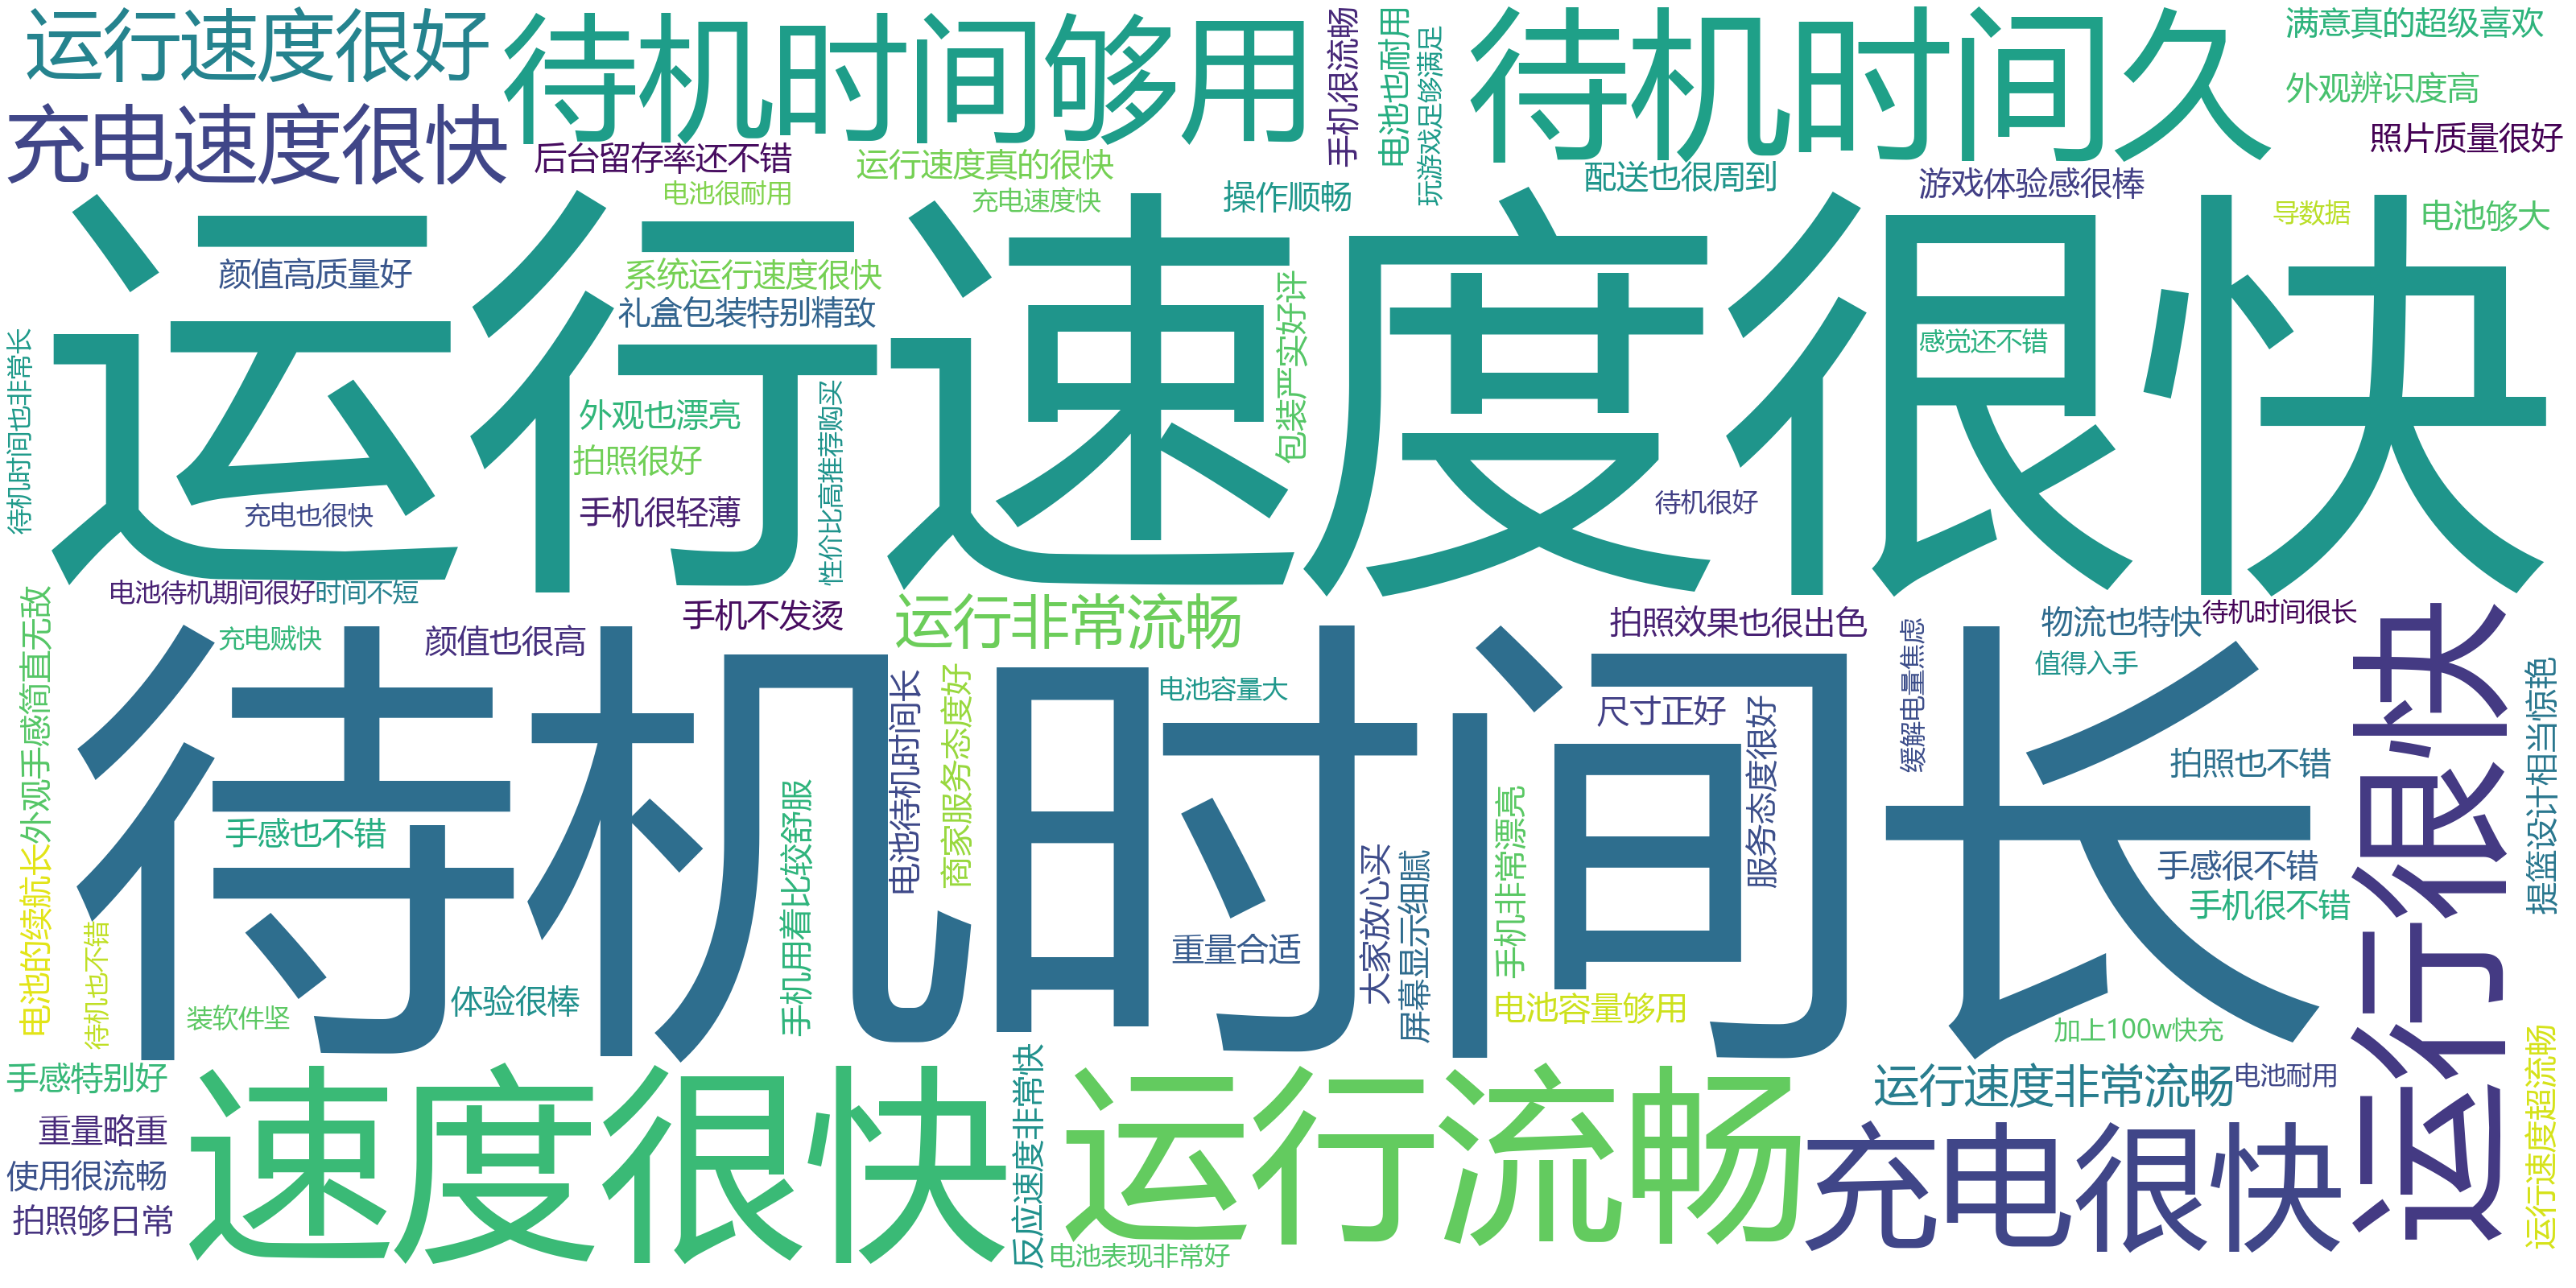 运行速度很好
待机时间够用
手机很流畅
电池也耐用
玩游戏足够满足
待机时间久
满意真的超级喜欢
外观辨识度高
照片质量很好
充电速度很快
后台留存率还不错
运行速度真的很快
电池很耐用
充电速度快
操作顺畅
配送也很周到
游戏体验感很棒
导数据
电池够大
运行速度很快
颜值高质量好
系统运行速度很快
礼盒包装特别精致
包装严实好评
感觉还不错
待机时间也非常长
外观也漂亮
拍照很好
性价比高推荐购买
手机很轻薄
充电也很快
待机很好
电池待机期间很好
时间不短
手机不发烫
运行非常流畅
拍照效果也很出色
物流也特快
待机时间很长
外观手感简直无敌
充电贼快
颜值也很高
待机时间长
电池待机时间长
商家服务态度好
电池容量大
尺寸正好
服务态度很好
缓解电量焦虑
值得入手
运行很快
提篮设计相当惊艳
拍照也不错
手感也不错
手机用着比较舒服
大家放心买
屏幕显示细腻
手机非常漂亮
手感很不错
手机很不错
电池的续航长
待机也不错
重量合适
装软件坚
体验很棒
电池容量够用
加上100w快充
手感特别好
重量略重
使用很流畅
拍照够日常
速度很快
反应速度非常快
运行流畅
电池表现非常好
运行速度非常流畅
电池耐用
充电很快
运行速度超流畅